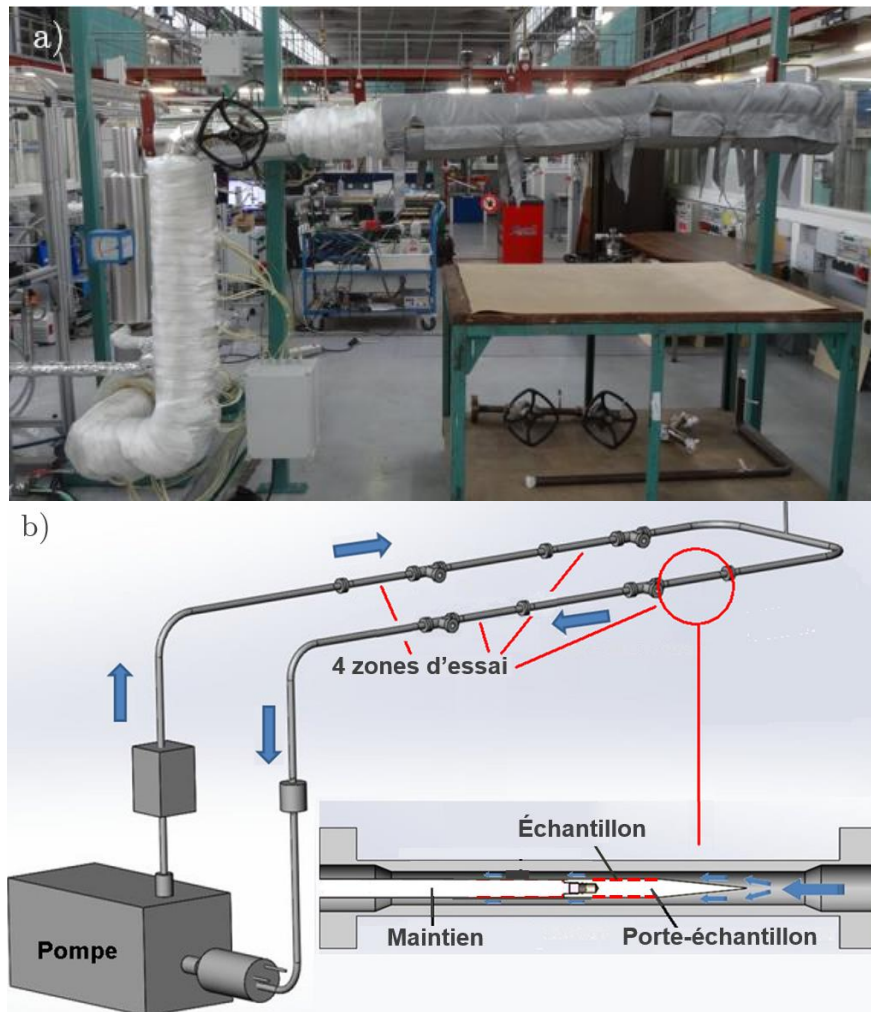 a)
b)
4 zones d'essai
Échantillon
Maintien
Porte-échantillon
Pompe